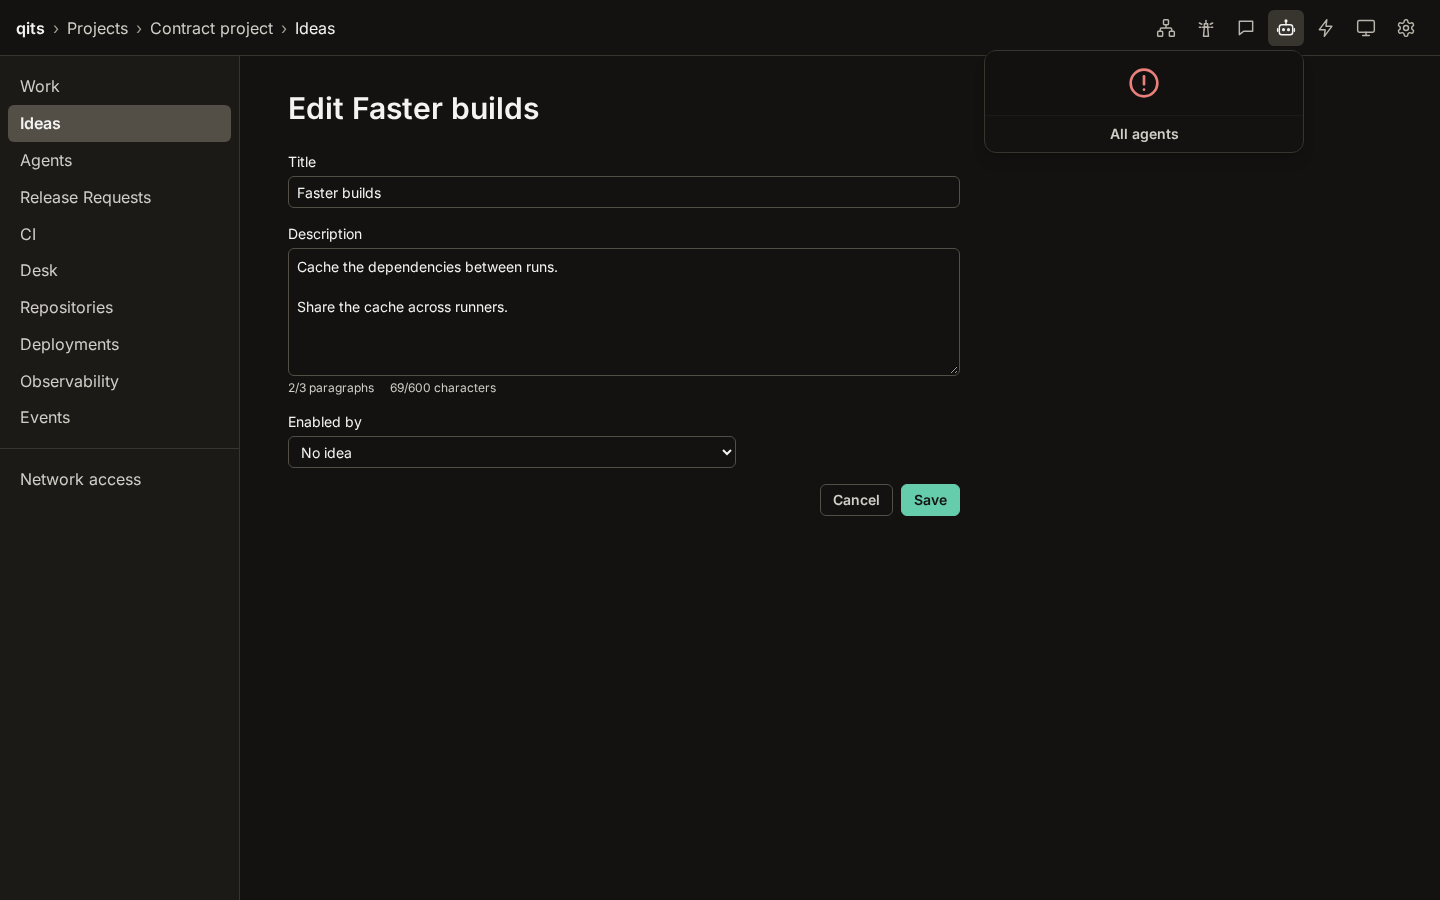 qits › Projects › Contract project › Ideas
All agents
Work
Ideas
Agents
Release Requests
CI
Desk
Repositories
Deployments
Observability
Events
Network access
Edit Faster builds
Title
Faster builds
Description
Cache the dependencies between runs.
Share the cache across runners.
2/3 paragraphs 69/600 characters
Enabled by
No idea
Cancel Save